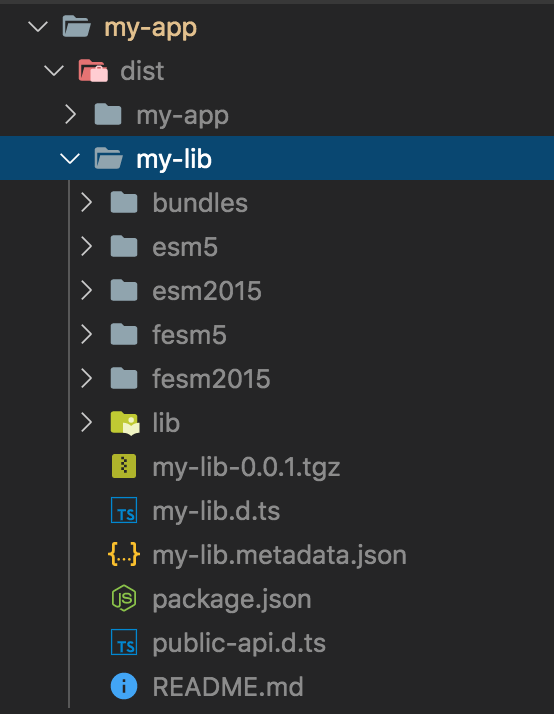 my-app
dist
my-app
my-lib
bundles
esm5
esm2015
fesm5
fesm2015
lib
my-lib-0.0.1.tgz
TS my-lib.d.ts
{..} my-lib.metadata.json
JS package.json
TS public-api.d.ts
i README.md